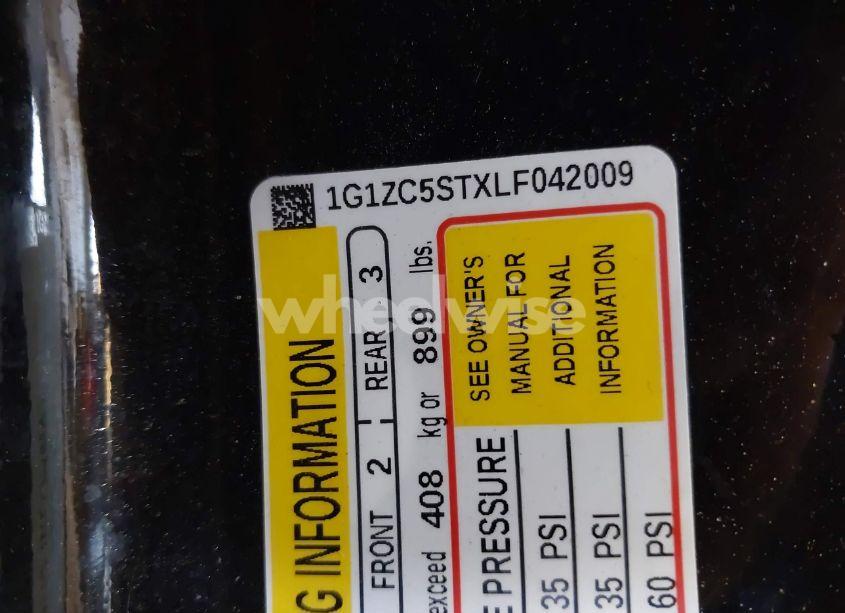 1G1ZC5STXLF042009
G INFORMATION
FRONT 2 REAR 3
exceed 408 kg or 899 lbs.
PRESSURE
SEE OWNER'S
MANUAL FOR
ADDITIONAL
INFORMATION
35 PSI
35 PSI
60 PSI
wheelwise